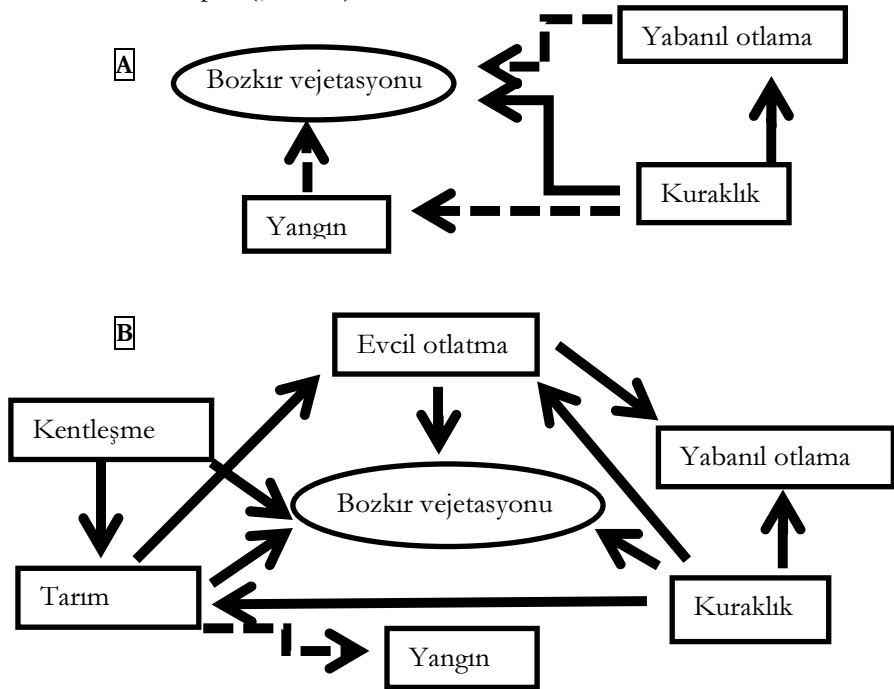 A
Yabanıl otlama
Bozkır vejetasyonu
Kuraklık
Yangın
B
Evcil otlatma
Kentleşme
Yabanıl otlama
Bozkır vejetasyonu
Tarım
Kuraklık
Yangın